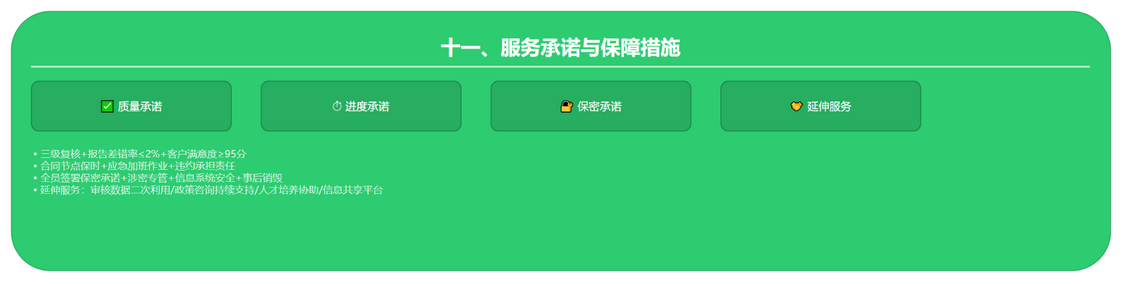 十一、服务承诺与保障措施
✅ 质量承诺
⏱ 进度承诺
🔐 保密承诺
🤝 延伸服务
• 三级复核+报告差错率≤2%+客户满意度≥95分
• 合同节点保时+应急加班作业+违约承担责任
• 全员签署保密承诺+涉密专管+信息系统安全+事后销毁
• 延伸服务：审核数据二次利用/政策咨询持续支持/人才培养协助/信息共享平台